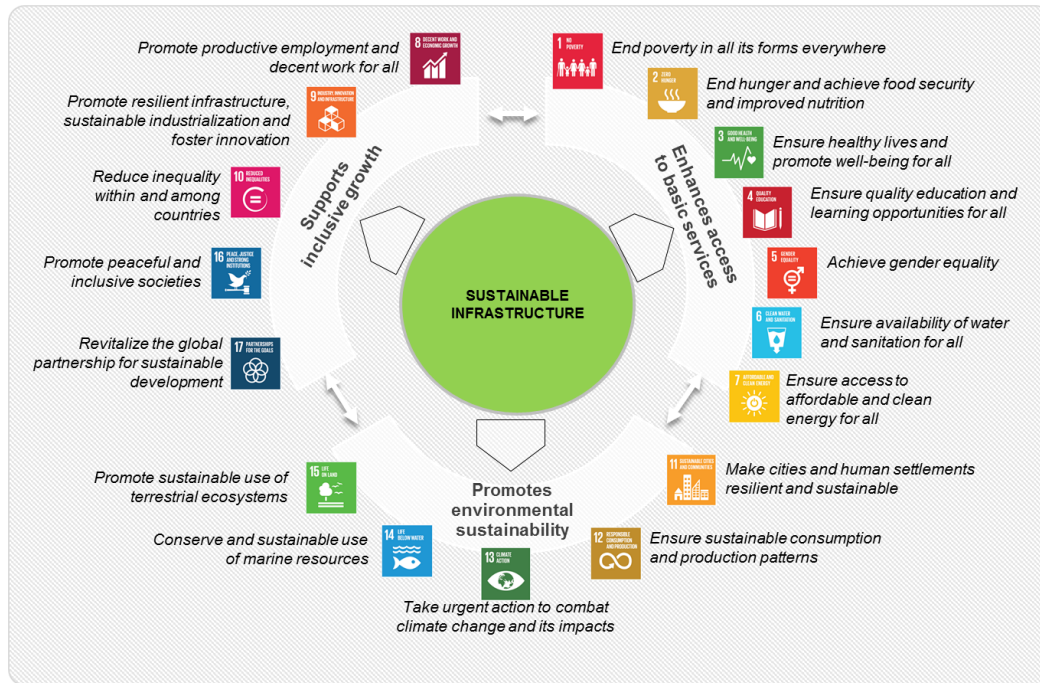 8 DECENT WORK AND
ECONOMIC GROWTH
Promote productive employment and
decent work for all
9 INDUSTRY, INNOVATION
AND INFRASTRUCTURE
Promote resilient infrastructure,
sustainable industrialization and
foster innovation
10 REDUCED
INEQUALITIES
Reduce inequality
within and among
countries
16 PEACE, JUSTICE
AND STRONG
INSTITUTIONS
Promote peaceful and
inclusive societies
17 PARTNERSHIPS
FOR THE GOALS
Revitalize the global
partnership for sustainable
development
Supports
inclusive growth
1 NO
POVERTY
End poverty in all its forms everywhere
2 ZERO
HUNGER
End hunger and achieve food security
and improved nutrition
3 GOOD HEALTH
AND WELL-BEING
Ensure healthy lives and
promote well-being for all
4 QUALITY
EDUCATION
Ensure quality education and
learning opportunities for all
5 GENDER
EQUALITY
Achieve gender equality
6 CLEAN WATER
AND SANITATION
Ensure availability of water
and sanitation for all
7 AFFORDABLE AND
CLEAN ENERGY
Ensure access to
affordable and clean
energy for all
Enhances access
to basic services
SUSTAINABLE
INFRASTRUCTURE
15 LIFE
ON LAND
Promote sustainable use of
terrestrial ecosystems
14 LIFE
BELOW WATER
Conserve and sustainable use
of marine resources
13 CLIMATE
ACTION
Take urgent action to combat
climate change and its impacts
12 RESPONSIBLE
CONSUMPTION
AND PRODUCTION
Ensure sustainable consumption
and production patterns
11 SUSTAINABLE CITIES
AND COMMUNITIES
Make cities and human settlements
resilient and sustainable
Promotes
environmental
sustainability